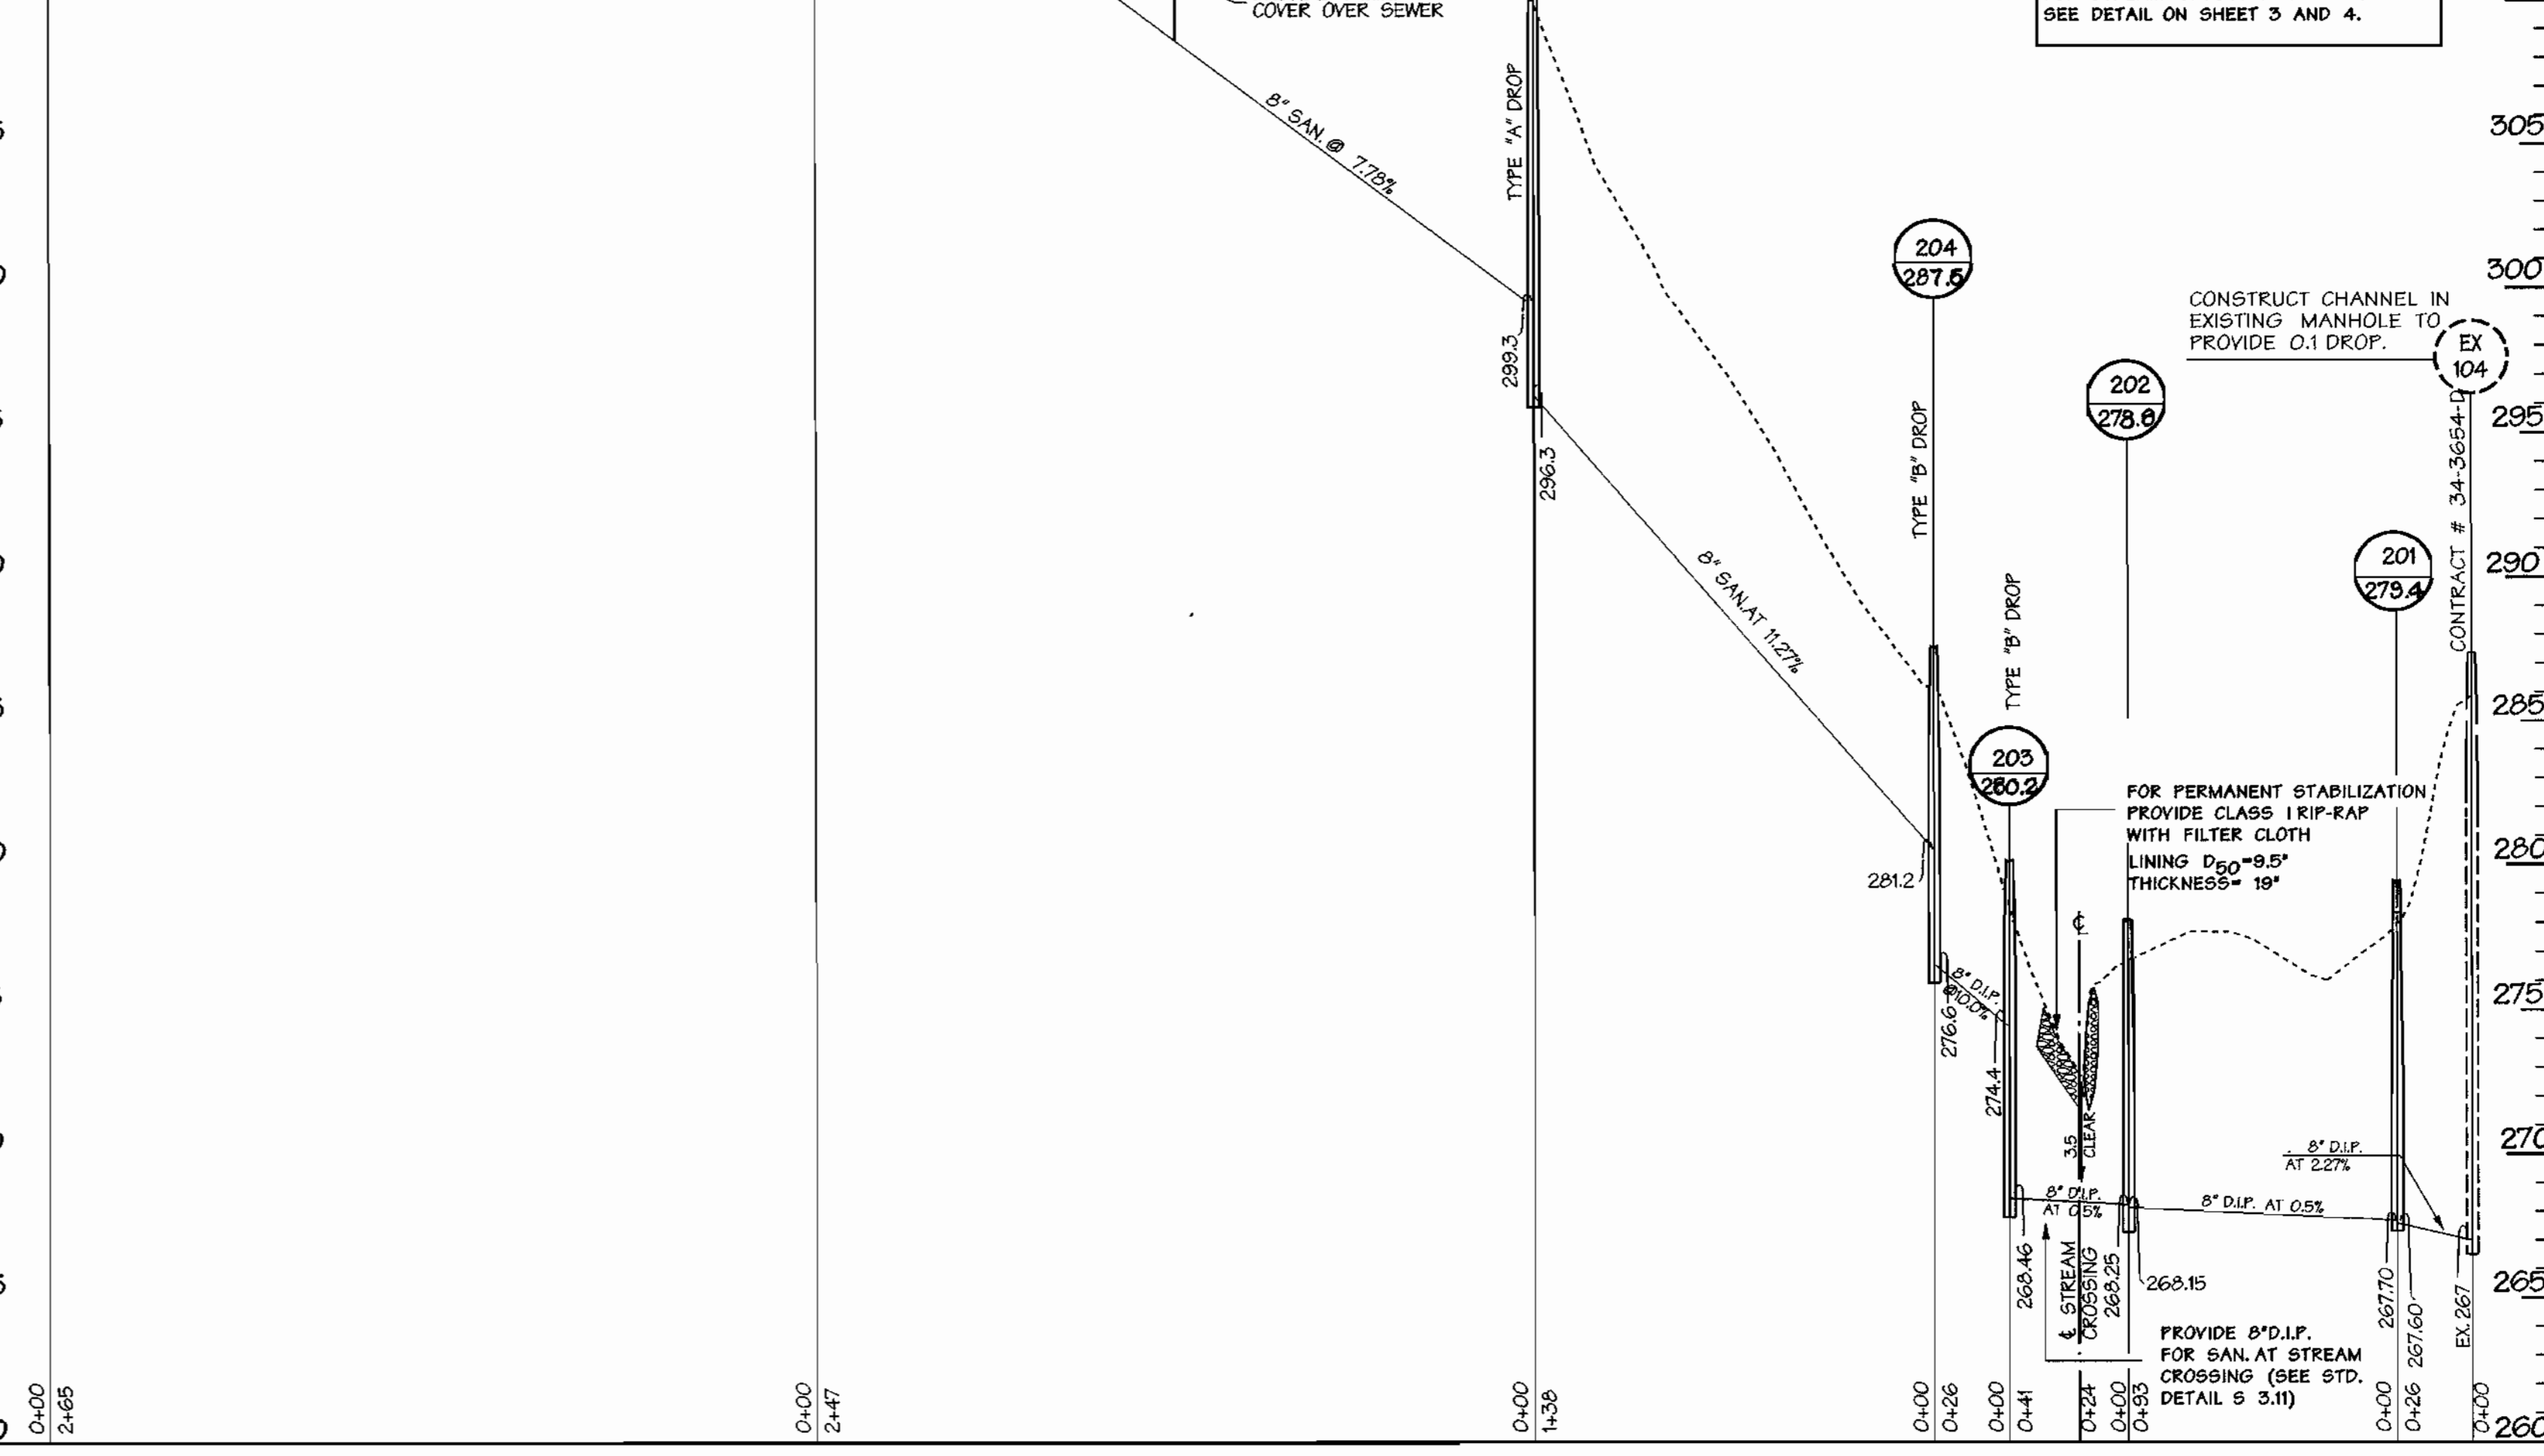 COVER OVER SEWER
SEE DETAIL ON SHEET 3 AND 4.
8" SAN. @ 7.78%
TYPE "A" DROP
299.3
296.3
8" SAN. AT 11.27%
204
TYPE "B" DROP
281.2
276.6
8" D.I.P.
@10.0%
TYPE "B" DROP
203
274.4
268.46
CONSTRUCT CHANNEL IN
EXISTING MANHOLE TO
PROVIDE 0.1 DROP.
EX
104
CONTRACT # 34-3654-D
202
201
279.4
FOR PERMANENT STABILIZATION
PROVIDE CLASS I RIP-RAP
WITH FILTER CLOTH
LINING D50=9.5"
THICKNESS= 19"
℄
3.5
CLEAR
8" D.I.P.
AT 0.5%
8" D.I.P. AT 0.5%
8" D.I.P.
AT 2.27%
℄ STREAM
CROSSING
268.25
268.15
267.70
267.60
EX. 267
PROVIDE 8"D.I.P.
FOR SAN. AT STREAM
CROSSING (SEE STD.
DETAIL S 3.11)
0+00
2+65
0+00
2+47
0+00
1+38
0+00
0+26
0+00
0+41
0+24
0+00
0+93
0+00
0+26
0+00
305
300
295
290
285
280
275
270
265
260